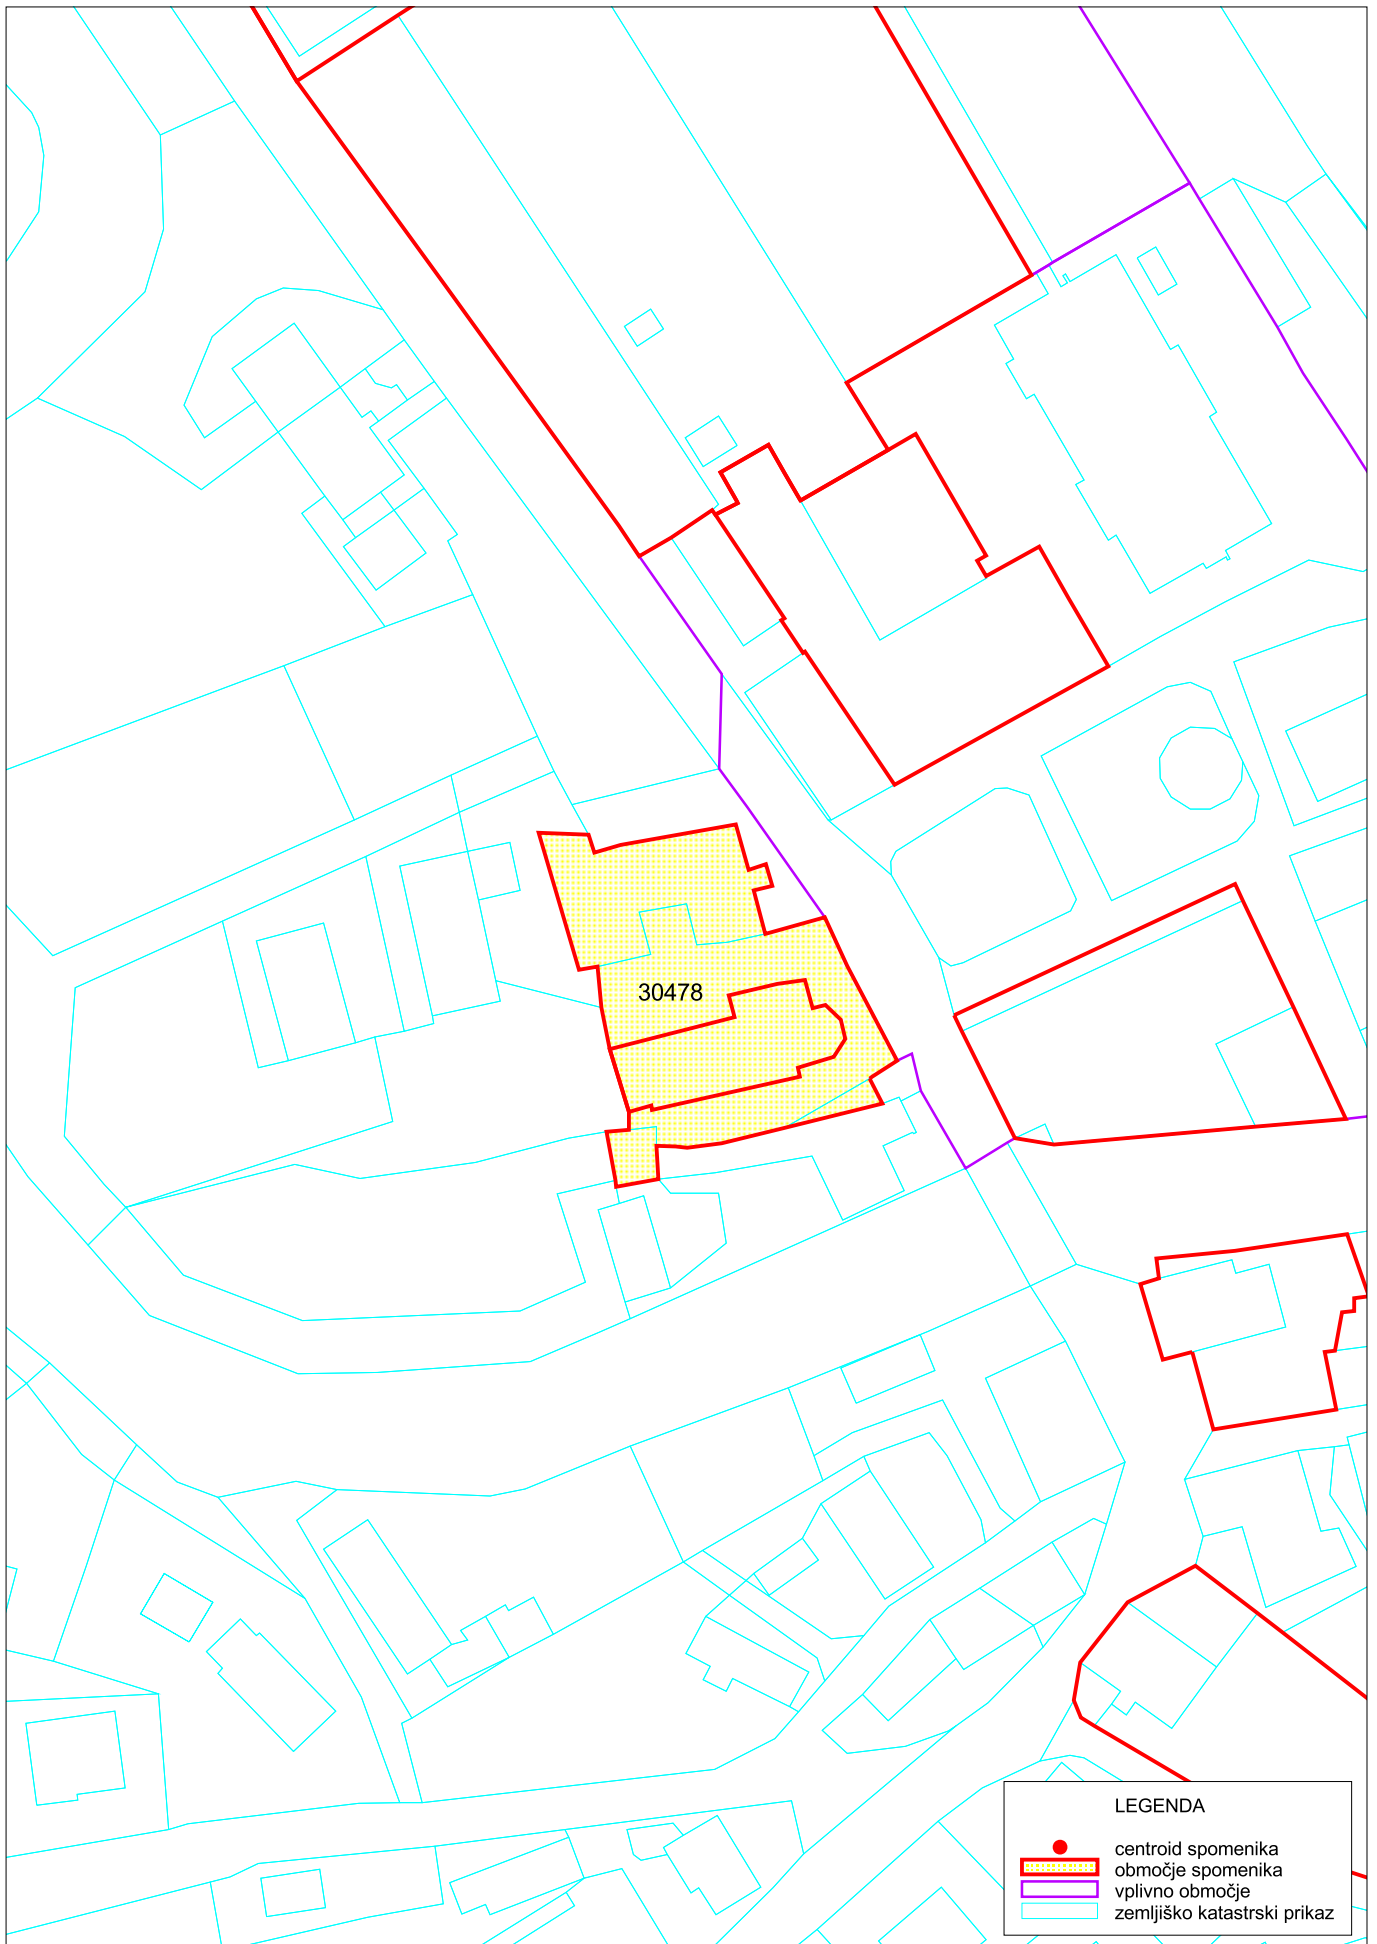 30478
LEGENDA
centroid spomenika
območje spomenika
vplivno območje
zemljiško katastrski prikaz